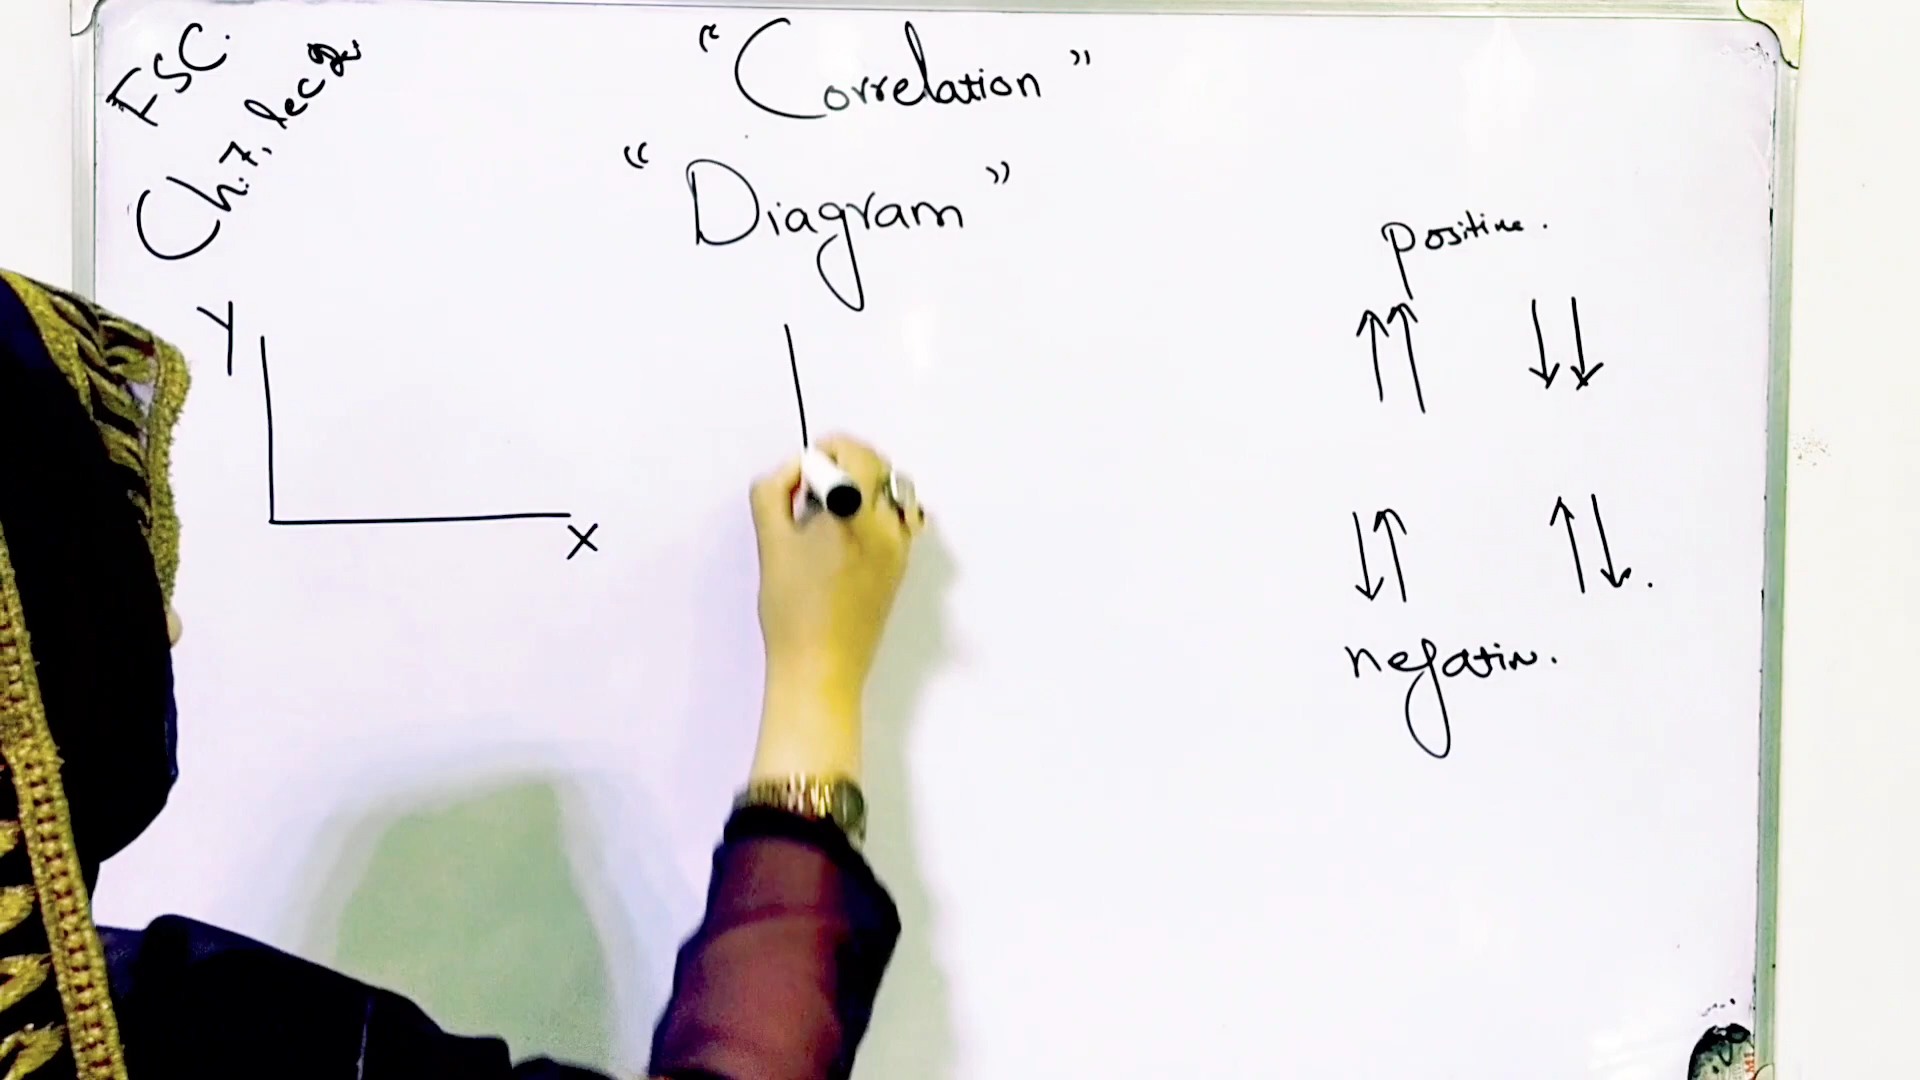 FSC.
Ch.7, lec
"Correlation"
"Diagram"
positive.
Y
X
negative.